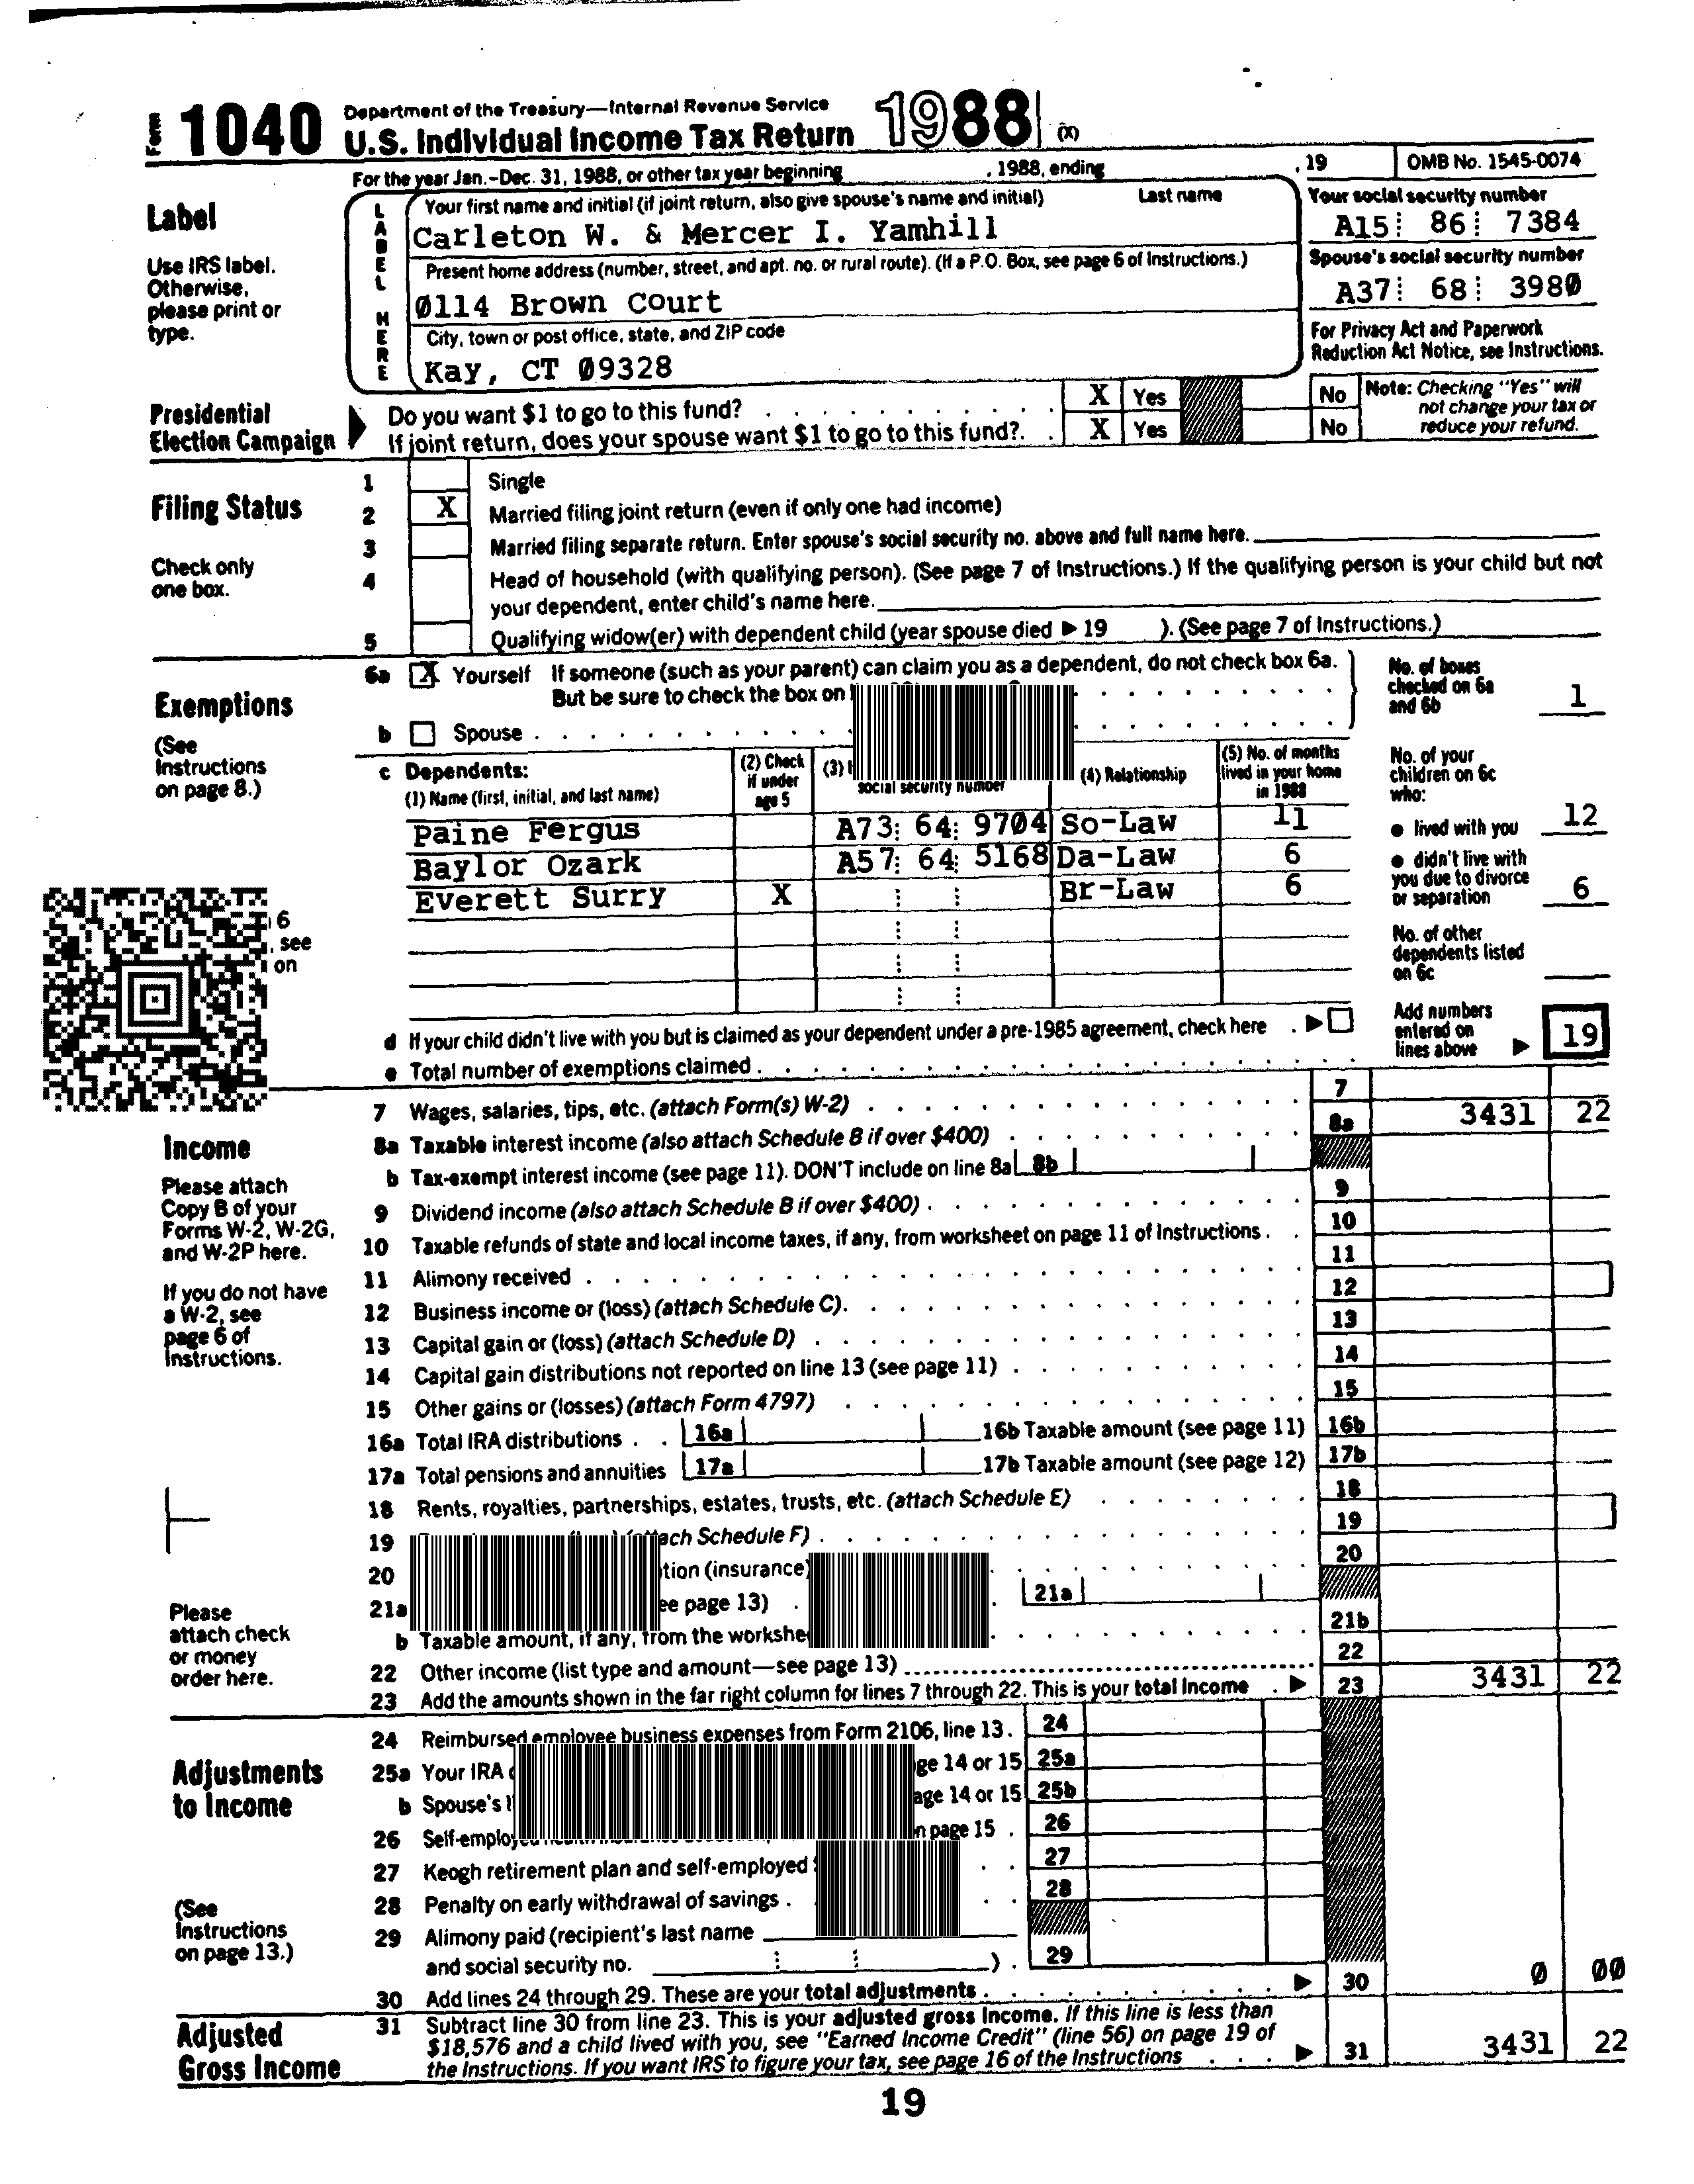 Form 1040 Department of the Treasury—Internal Revenue Service
U.S. Individual Income Tax Return 1988 (X)
For the year Jan.-Dec. 31, 1988, or other tax year beginning , 1988, ending , 19 OMB No. 1545-0074
Label
Use IRS label. Otherwise, please print or type.
LABEL HERE
Your first name and initial (if joint return, also give spouse's name and initial) Last name
Carleton W. & Mercer I. Yamhill
Your social security number
A15 86 7384
Present home address (number, street, and apt. no. or rural route). (If a P.O. Box, see page 6 of Instructions.)
0114 Brown Court
Spouse's social security number
A37 68 3980
City, town or post office, state, and ZIP code
Kay, CT 09328
For Privacy Act and Paperwork Reduction Act Notice, see Instructions.
Presidential Election Campaign
Do you want $1 to go to this fund? X Yes No
If joint return, does your spouse want $1 to go to this fund? X Yes No
Note: Checking "Yes" will not change your tax or reduce your refund.
Filing Status
Check only one box.
1 Single
2 X Married filing joint return (even if only one had income)
3 Married filing separate return. Enter spouse's social security no. above and full name here.
4 Head of household (with qualifying person). (See page 7 of Instructions.) If the qualifying person is your child but not
your dependent, enter child's name here.
5 Qualifying widow(er) with dependent child (year spouse died ▶ 19 ). (See page 7 of Instructions.)
Exemptions
(See Instructions on page 8.)
6a X Yourself If someone (such as your parent) can claim you as a dependent, do not check box 6a.
But be sure to check the box on
b Spouse
No. of boxes checked on 6a and 6b 1
c Dependents:
(1) Name (first, initial, and last name)
(2) Check if under age 5
(3)
social security number
(4) Relationship
(5) No. of months lived in your home in 1988
No. of your children on 6c who:
Paine Fergus A73 64 9704 So-Law 11
● lived with you 12
Baylor Ozark A57 64 5168 Da-Law 6
Everett Surry X Br-Law 6
● didn't live with you due to divorce or separation 6
6
, see
on
No. of other dependents listed on 6c
d If your child didn't live with you but is claimed as your dependent under a pre-1985 agreement, check here ▶
e Total number of exemptions claimed
Add numbers entered on lines above ▶ 19
Income
Please attach Copy B of your Forms W-2, W-2G, and W-2P here.
If you do not have a W-2, see page 6 of Instructions.
Please attach check or money order here.
7 Wages, salaries, tips, etc. (attach Form(s) W-2) 7
8a Taxable interest income (also attach Schedule B if over $400) 8a 3431 22
b Tax-exempt interest income (see page 11). DON'T include on line 8a 8b
9 Dividend income (also attach Schedule B if over $400) 9
10 Taxable refunds of state and local income taxes, if any, from worksheet on page 11 of Instructions 10
11 Alimony received 11
12 Business income or (loss) (attach Schedule C) 12
13 Capital gain or (loss) (attach Schedule D) 13
14 Capital gain distributions not reported on line 13 (see page 11) 14
15 Other gains or (losses) (attach Form 4797) 15
16a Total IRA distributions 16a 16b Taxable amount (see page 11) 16b
17a Total pensions and annuities 17a 17b Taxable amount (see page 12) 17b
18 Rents, royalties, partnerships, estates, trusts, etc. (attach Schedule E) 18
19 ach Schedule F) 19
20 tion (insurance) 20
21a ee page 13) 21a
b Taxable amount, if any, from the workshe 21b
22 Other income (list type and amount—see page 13) 22
23 Add the amounts shown in the far right column for lines 7 through 22. This is your total income ▶ 23 3431 22
Adjustments to Income
(See Instructions on page 13.)
24 Reimbursed employee business expenses from Form 2106, line 13 24
25a Your IRA ge 14 or 15 25a
b Spouse's age 14 or 15 25b
26 Self-employed n page 15 26
27 Keogh retirement plan and self-employed 27
28 Penalty on early withdrawal of savings 28
29 Alimony paid (recipient's last name
and social security no. ) 29
30 Add lines 24 through 29. These are your total adjustments ▶ 30 0 00
Adjusted Gross Income
31 Subtract line 30 from line 23. This is your adjusted gross income. If this line is less than
$18,576 and a child lived with you, see "Earned Income Credit" (line 56) on page 19 of
the Instructions. If you want IRS to figure your tax, see page 16 of the Instructions ▶ 31 3431 22
19